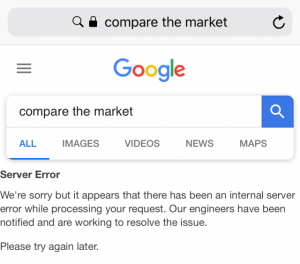 compare the market
Google
compare the market
ALL IMAGES VIDEOS NEWS MAPS
Server Error
We're sorry but it appears that there has been an internal server
error while processing your request. Our engineers have been
notified and are working to resolve the issue.
Please try again later.